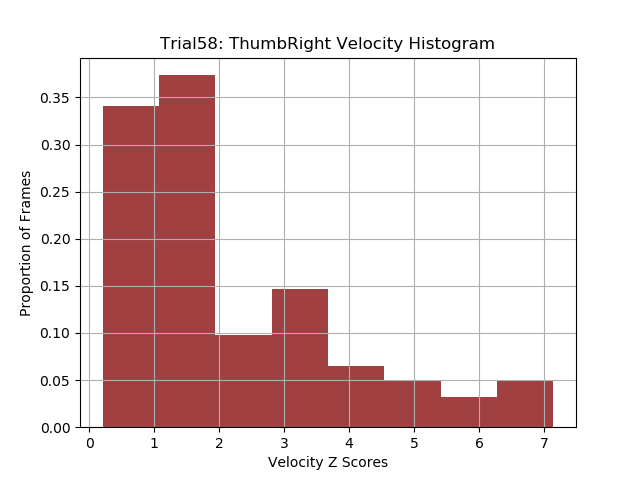 Trial58: ThumbRight Velocity Histogram
Proportion of Frames
0.35
0.30
0.25
0.20
0.15
0.10
0.05
0.00
0 1 2 3 4 5 6 7
Velocity Z Scores